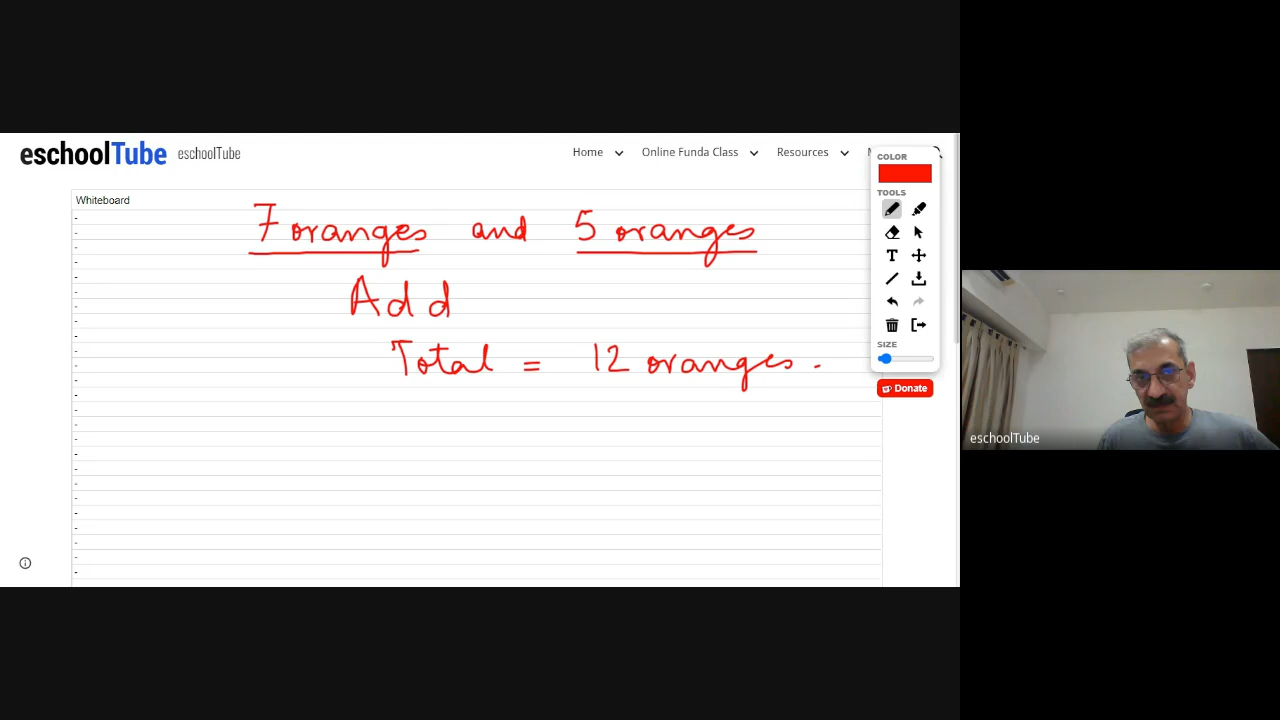 eschoolTube eschoolTube Home Online Funda Class Resources
COLOR
Whiteboard
TOOLS
7 oranges and 5 oranges
Add
Total = 12 oranges.
SIZE
Donate
eschoolTube